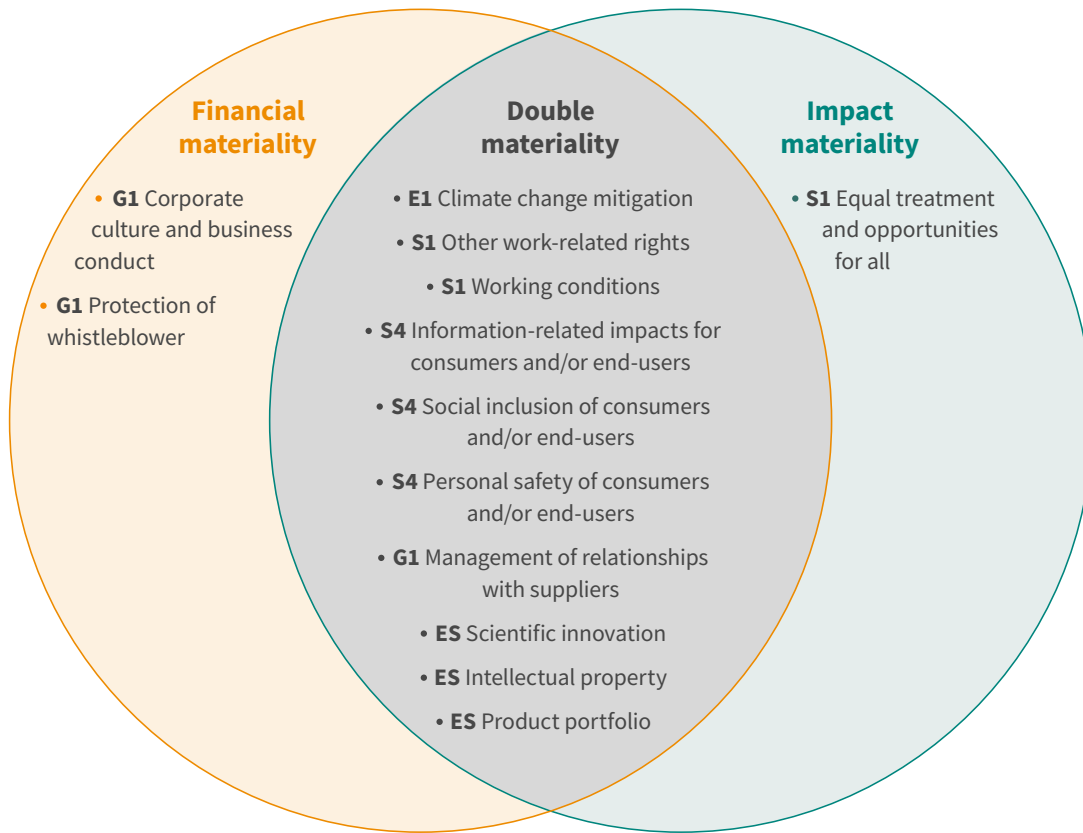 Financial
materiality
• G1 Corporate
culture and business
conduct
• G1 Protection of
whistleblower
Double
materiality
• E1 Climate change mitigation
• S1 Other work-related rights
• S1 Working conditions
• S4 Information-related impacts for
consumers and/or end-users
• S4 Social inclusion of consumers
and/or end-users
• S4 Personal safety of consumers
and/or end-users
• G1 Management of relationships
with suppliers
• ES Scientific innovation
• ES Intellectual property
• ES Product portfolio
Impact
materiality
• S1 Equal treatment
and opportunities
for all